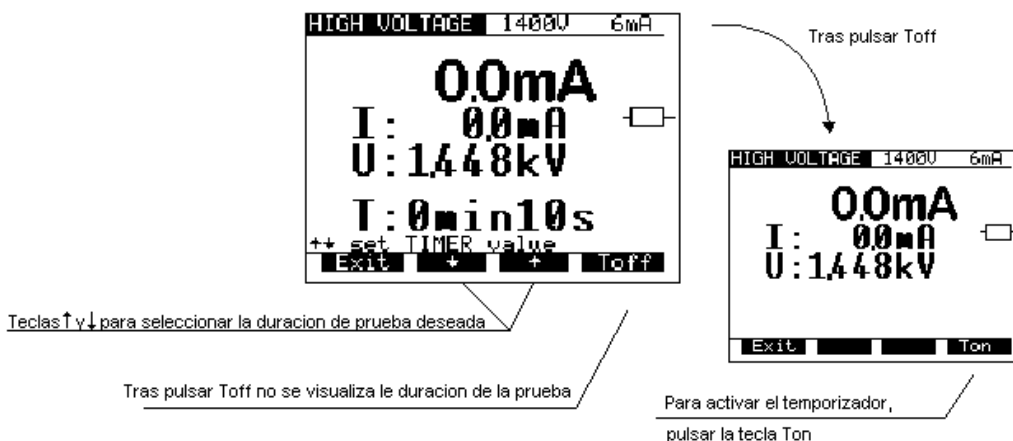 HIGH VOLTAGE 1400V 6mA
0.0mA
I: 0.0mA
U:1.448kV
T:0min10s
↑↓ set TIMER value
Exit ↓ ↑ Toff
Tras pulsar Toff
HIGH VOLTAGE 1400V 6mA
0.0mA
I: 0.0mA
U:1.448kV
Exit Ton
Teclas↑y↓para seleccionar la duracion de prueba deseada
Tras pulsar Toff no se visualiza le duracion de la prueba
Para activar el temporizador,
pulsar la tecla Ton